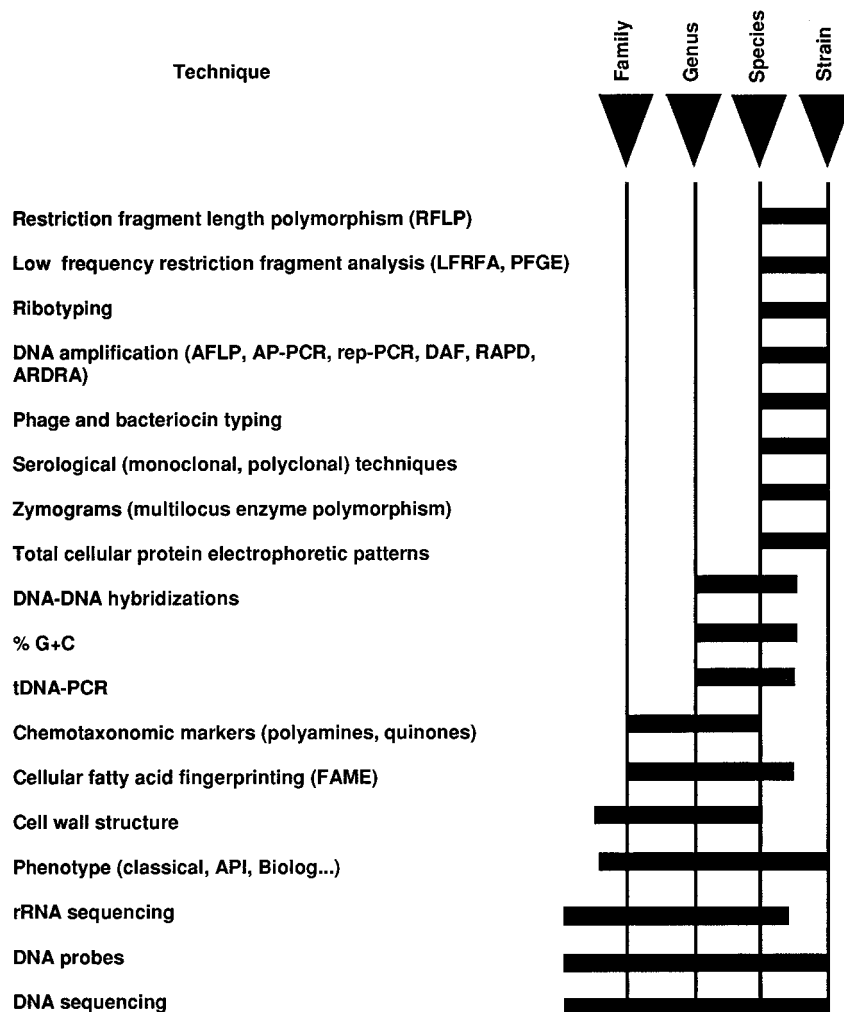 Technique
Family
Genus
Species
Strain
Restriction fragment length polymorphism (RFLP)
Low frequency restriction fragment analysis (LFRFA, PFGE)
Ribotyping
DNA amplification (AFLP, AP-PCR, rep-PCR, DAF, RAPD,
ARDRA)
Phage and bacteriocin typing
Serological (monoclonal, polyclonal) techniques
Zymograms (multilocus enzyme polymorphism)
Total cellular protein electrophoretic patterns
DNA-DNA hybridizations
% G+C
tDNA-PCR
Chemotaxonomic markers (polyamines, quinones)
Cellular fatty acid fingerprinting (FAME)
Cell wall structure
Phenotype (classical, API, Biolog...)
rRNA sequencing
DNA probes
DNA sequencing